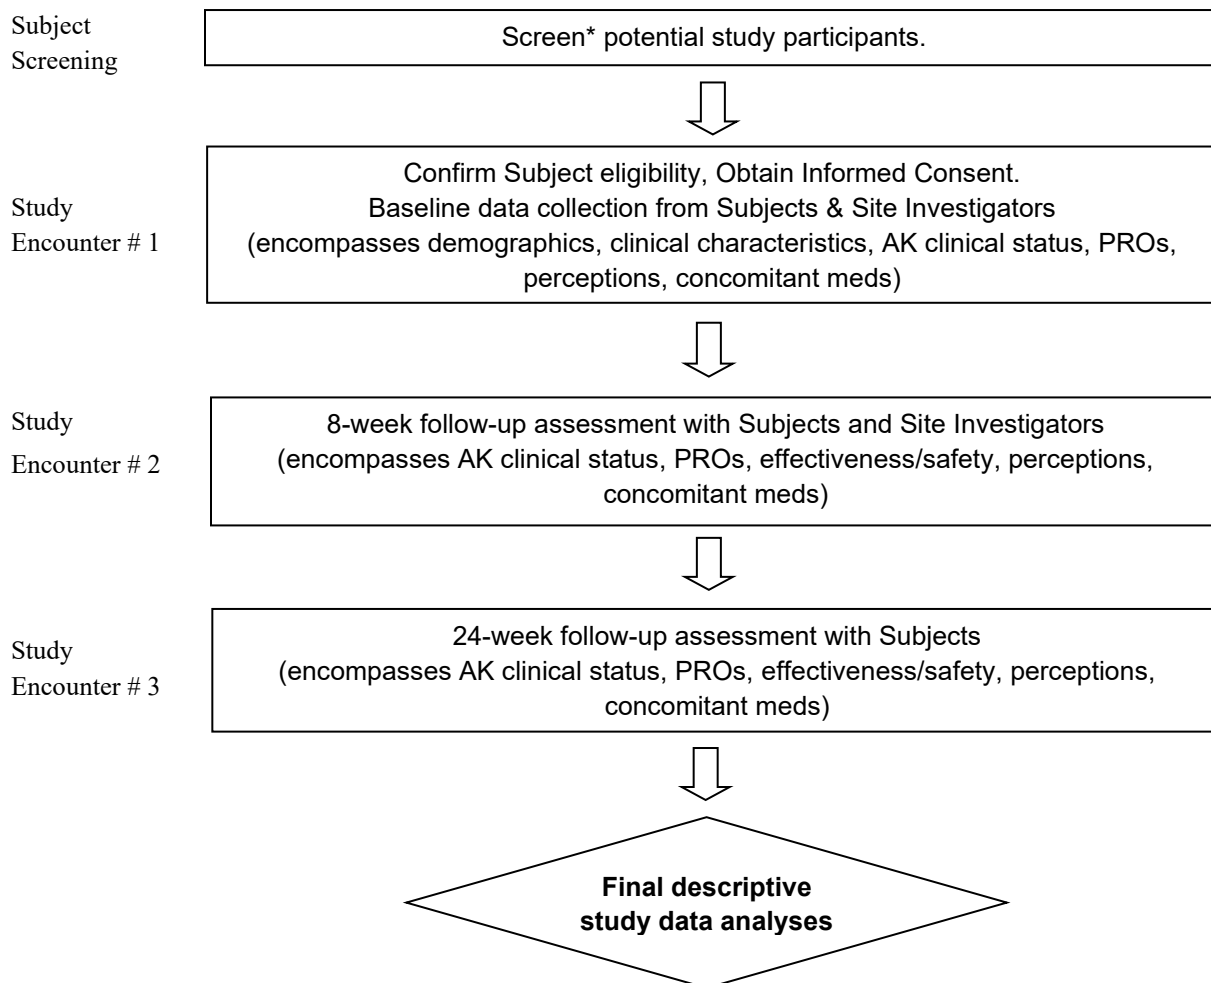 Subject
Screening
Screen* potential study participants.
Study
Encounter # 1
Confirm Subject eligibility, Obtain Informed Consent.
Baseline data collection from Subjects & Site Investigators
(encompasses demographics, clinical characteristics, AK clinical status, PROs,
perceptions, concomitant meds)
Study
Encounter # 2
8-week follow-up assessment with Subjects and Site Investigators
(encompasses AK clinical status, PROs, effectiveness/safety, perceptions,
concomitant meds)
Study
Encounter # 3
24-week follow-up assessment with Subjects
(encompasses AK clinical status, PROs, effectiveness/safety, perceptions,
concomitant meds)
Final descriptive
study data analyses